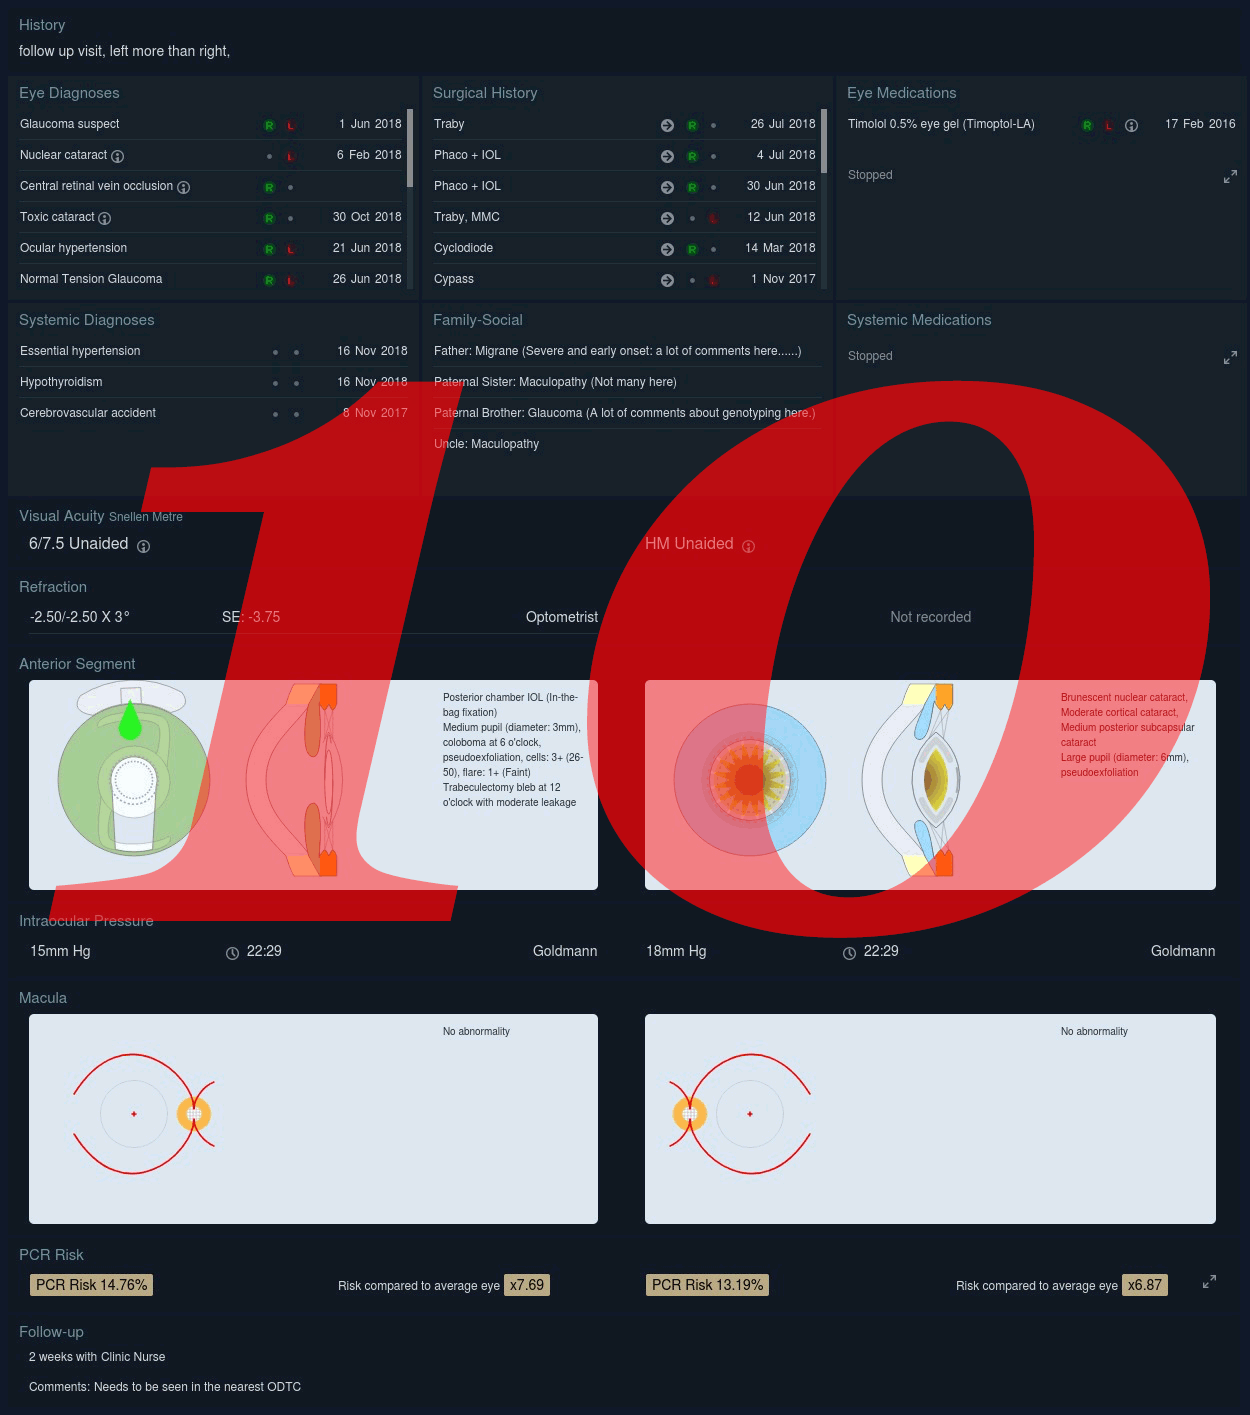 History
follow up visit, left more than right,
Eye Diagnoses
Glaucoma suspect R L 1 Jun 2018
Nuclear cataract L 6 Feb 2018
Central retinal vein occlusion R
Toxic cataract R 30 Oct 2018
Ocular hypertension R L 21 Jun 2018
Normal Tension Glaucoma R L 26 Jun 2018
Surgical History
Traby R 26 Jul 2018
Phaco + IOL R 4 Jul 2018
Phaco + IOL R 30 Jun 2018
Traby, MMC L 12 Jun 2018
Cyclodiode R 14 Mar 2018
Cypass L 1 Nov 2017
Eye Medications
Timolol 0.5% eye gel (Timoptol-LA) R L 17 Feb 2016
Stopped
Systemic Diagnoses
Essential hypertension 16 Nov 2018
Hypothyroidism 16 Nov 2018
Cerebrovascular accident 8 Nov 2017
Family-Social
Father: Migrane (Severe and early onset: a lot of comments here......)
Paternal Sister: Maculopathy (Not many here)
Paternal Brother: Glaucoma (A lot of comments about genotyping here.)
Uncle: Maculopathy
Systemic Medications
Stopped
10
Visual Acuity Snellen Metre
6/7.5 Unaided HM Unaided
Refraction
-2.50/-2.50 X 3° SE: -3.75 Optometrist Not recorded
Anterior Segment
Posterior chamber IOL (In-the-
bag fixation)
Medium pupil (diameter: 3mm),
coloboma at 6 o'clock,
pseudoexfoliation, cells: 3+ (26-
50), flare: 1+ (Faint)
Trabeculectomy bleb at 12
o'clock with moderate leakage
Brunescent nuclear cataract,
Moderate cortical cataract,
Medium posterior subcapsular
cataract
Large pupil (diameter: 6mm),
pseudoexfoliation
Intraocular Pressure
15mm Hg 22:29 Goldmann 18mm Hg 22:29 Goldmann
Macula
No abnormality No abnormality
PCR Risk
PCR Risk 14.76% Risk compared to average eye x7.69 PCR Risk 13.19% Risk compared to average eye x6.87
Follow-up
2 weeks with Clinic Nurse
Comments: Needs to be seen in the nearest ODTC